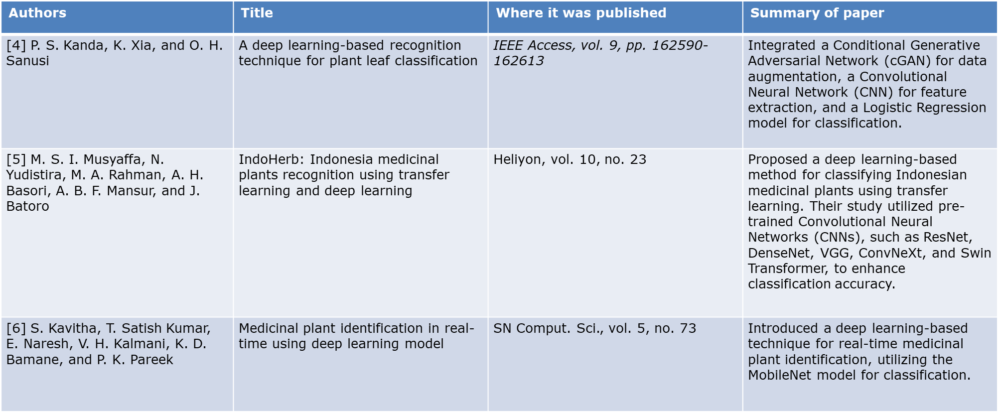 Authors
Title
Where it was published
Summary of paper
[4] P. S. Kanda, K. Xia, and O. H.
Sanusi
A deep learning-based recognition
technique for plant leaf classification
IEEE Access, vol. 9, pp. 162590-
162613
Integrated a Conditional Generative
Adversarial Network (cGAN) for data
augmentation, a Convolutional
Neural Network (CNN) for feature
extraction, and a Logistic Regression
model for classification.
[5] M. S. I. Musyaffa, N.
Yudistira, M. A. Rahman, A. H.
Basori, A. B. F. Mansur, and J.
Batoro
IndoHerb: Indonesia medicinal
plants recognition using transfer
learning and deep learning
Heliyon, vol. 10, no. 23
Proposed a deep learning-based
method for classifying Indonesian
medicinal plants using transfer
learning. Their study utilized pre-
trained Convolutional Neural
Networks (CNNs), such as ResNet,
DenseNet, VGG, ConvNeXt, and Swin
Transformer, to enhance
classification accuracy.
[6] S. Kavitha, T. Satish Kumar,
E. Naresh, V. H. Kalmani, K. D.
Bamane, and P. K. Pareek
Medicinal plant identification in real-
time using deep learning model
SN Comput. Sci., vol. 5, no. 73
Introduced a deep learning-based
technique for real-time medicinal
plant identification, utilizing the
MobileNet model for classification.